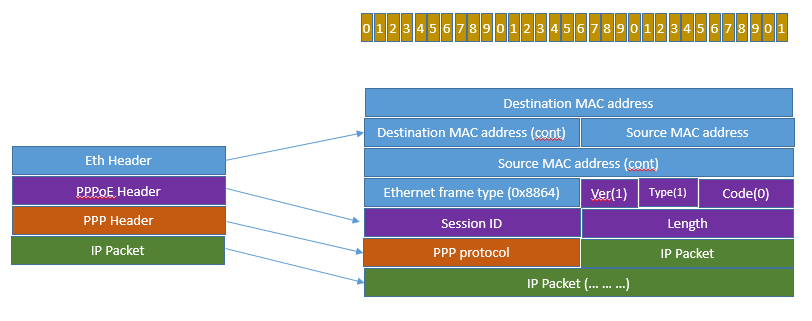 0 1 2 3 4 5 6 7 8 9 0 1 2 3 4 5 6 7 8 9 0 1 2 3 4 5 6 7 8 9 0 1
Destination MAC address
Destination MAC address (cont) Source MAC address
Eth Header Source MAC address (cont)
PPPoE Header Ethernet frame type (0x8864) Ver(1) Type(1) Code(0)
PPP Header Session ID Length
IP Packet PPP protocol IP Packet
IP Packet (... ... ...)